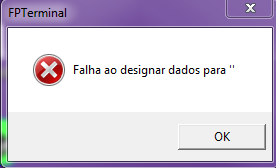 FPTerminal
Falha ao designar dados para ''
OK